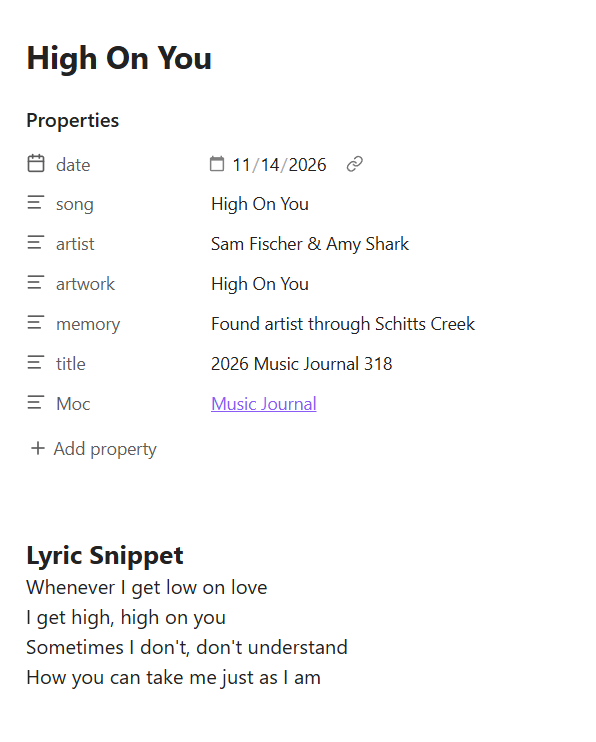 High On You
Properties
date 11/14/2026
song High On You
artist Sam Fischer & Amy Shark
artwork High On You
memory Found artist through Schitts Creek
title 2026 Music Journal 318
Moc Music Journal
+ Add property
Lyric Snippet
Whenever I get low on love
I get high, high on you
Sometimes I don't, don't understand
How you can take me just as I am